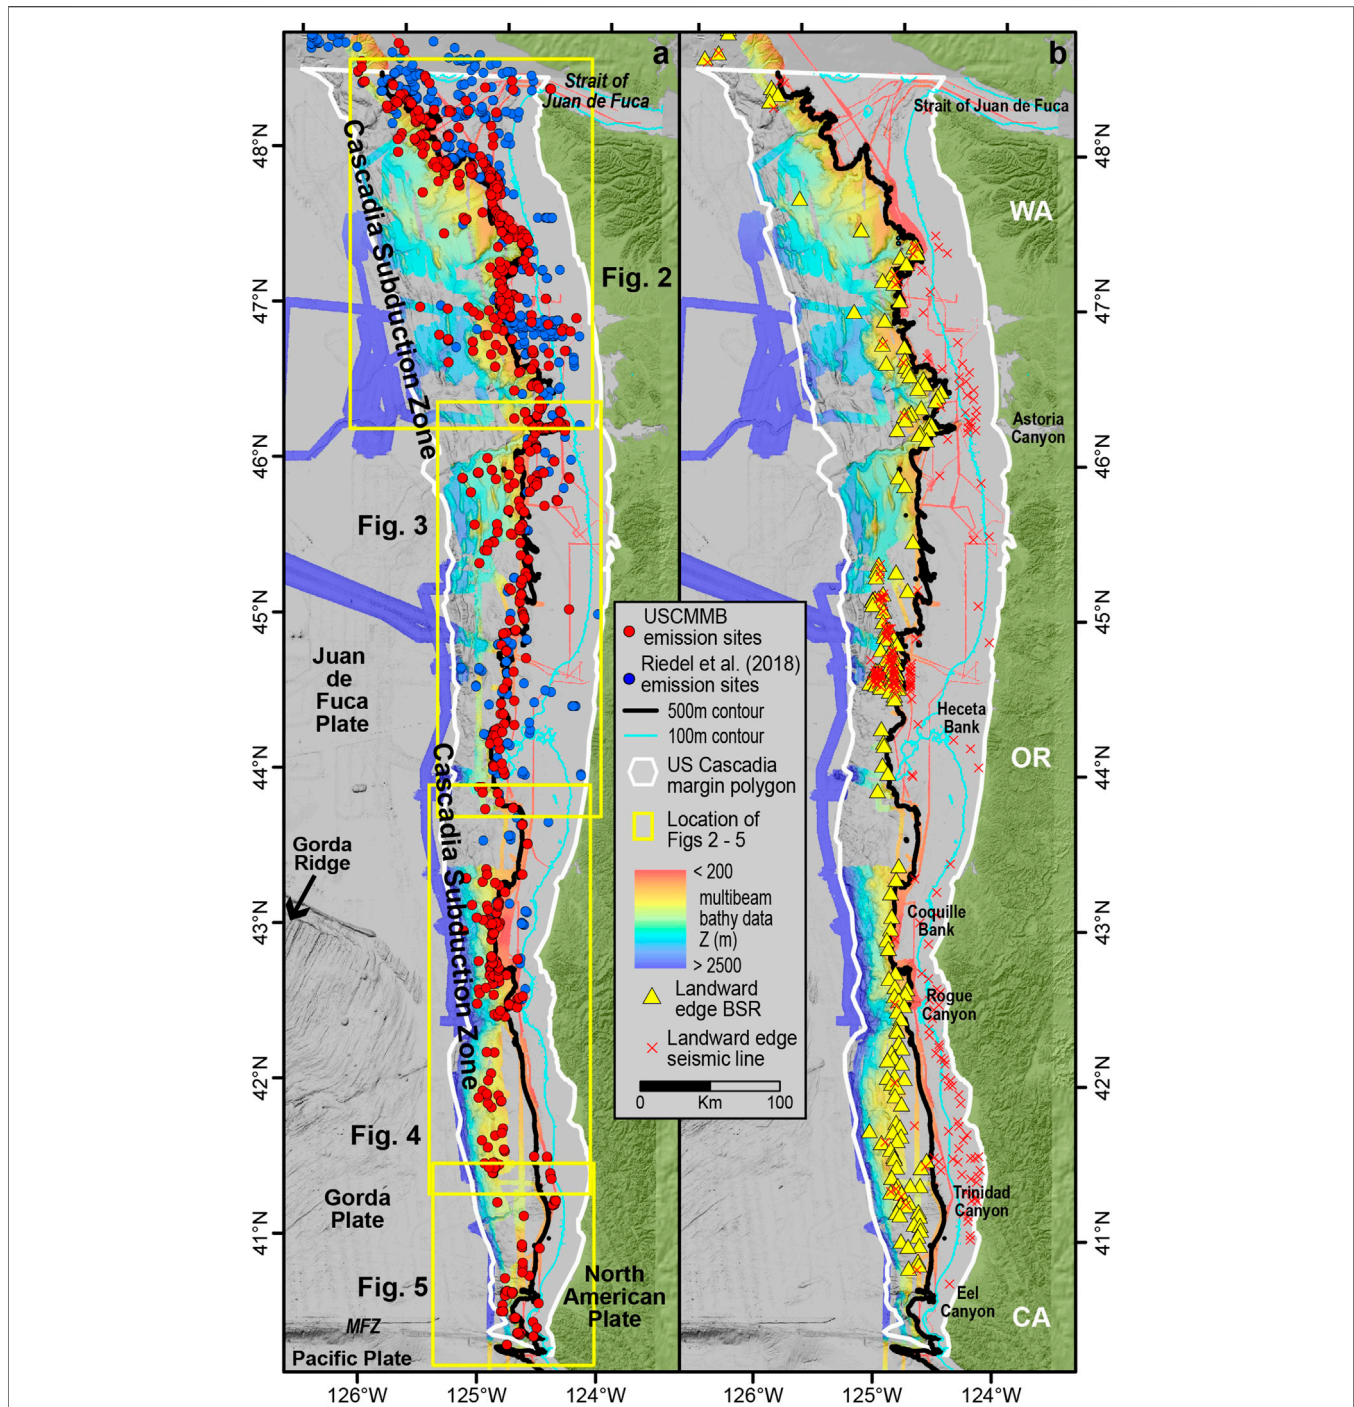 a
b
Strait of
Juan de Fuca
Strait of Juan de Fuca
48°N
47°N
46°N
45°N
44°N
43°N
42°N
41°N
Cascadia Subduction Zone
Fig. 2
WA
Astoria
Canyon
Fig. 3
Juan
de
Fuca
Plate
USCMMB
emission sites
Riedel et al. (2018)
emission sites
500m contour
100m contour
US Cascadia
margin polygon
Location of
Figs 2 - 5
< 200
multibeam
bathy data
Z (m)
> 2500
Landward
edge BSR
Landward edge
seismic line
0 Km 100
Heceta
Bank
OR
Cascadia Subduction Zone
Gorda
Ridge
Coquille
Bank
Rogue
Canyon
Fig. 4
Gorda
Plate
Trinidad
Canyon
Fig. 5
North
American
Plate
Eel
Canyon
CA
MFZ
Pacific Plate
48°N
47°N
46°N
45°N
44°N
43°N
42°N
41°N
126°W 125°W 124°W
126°W 125°W 124°W